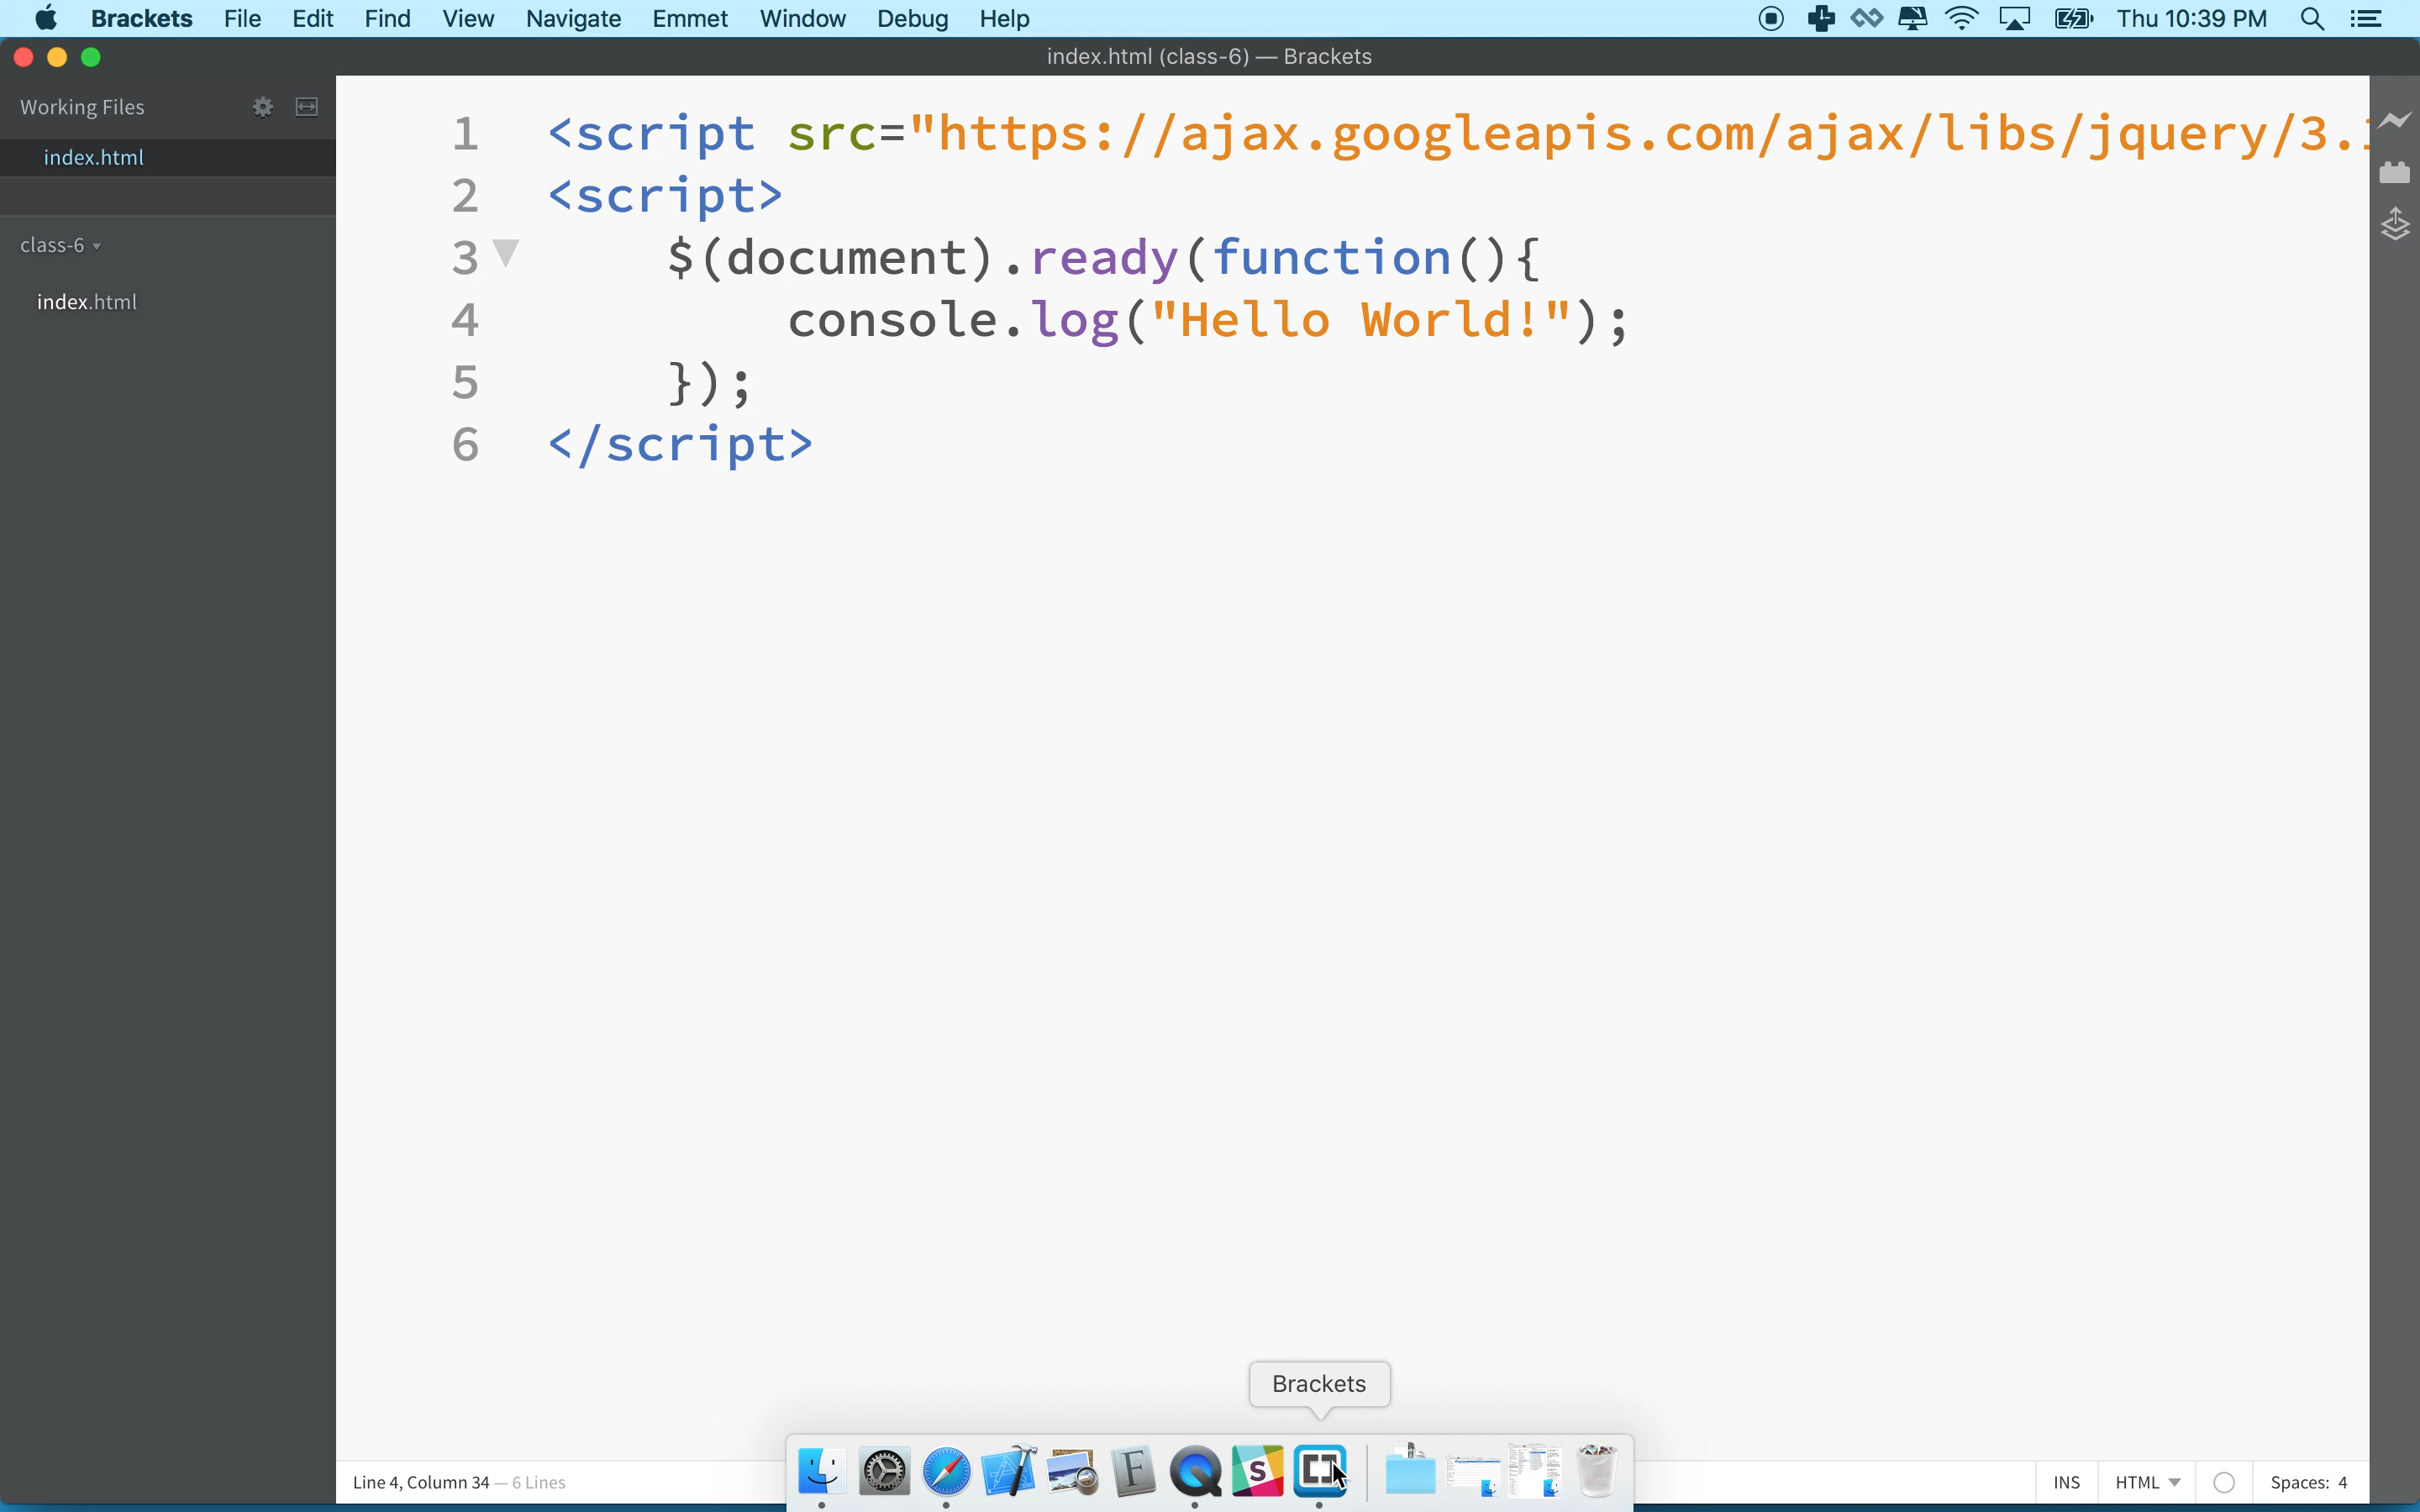 Brackets File Edit Find View Navigate Emmet Window Debug Help Thu 10:39 PM
index.html (class-6) — Brackets
Working Files
index.html
class-6
index.html
1 <script src="https://ajax.googleapis.com/ajax/libs/jquery/3.
2 <script>
3 $(document).ready(function(){
4 console.log("Hello World!");
5 });
6 </script>
Brackets
Line 4, Column 34 — 6 Lines
INS HTML Spaces: 4